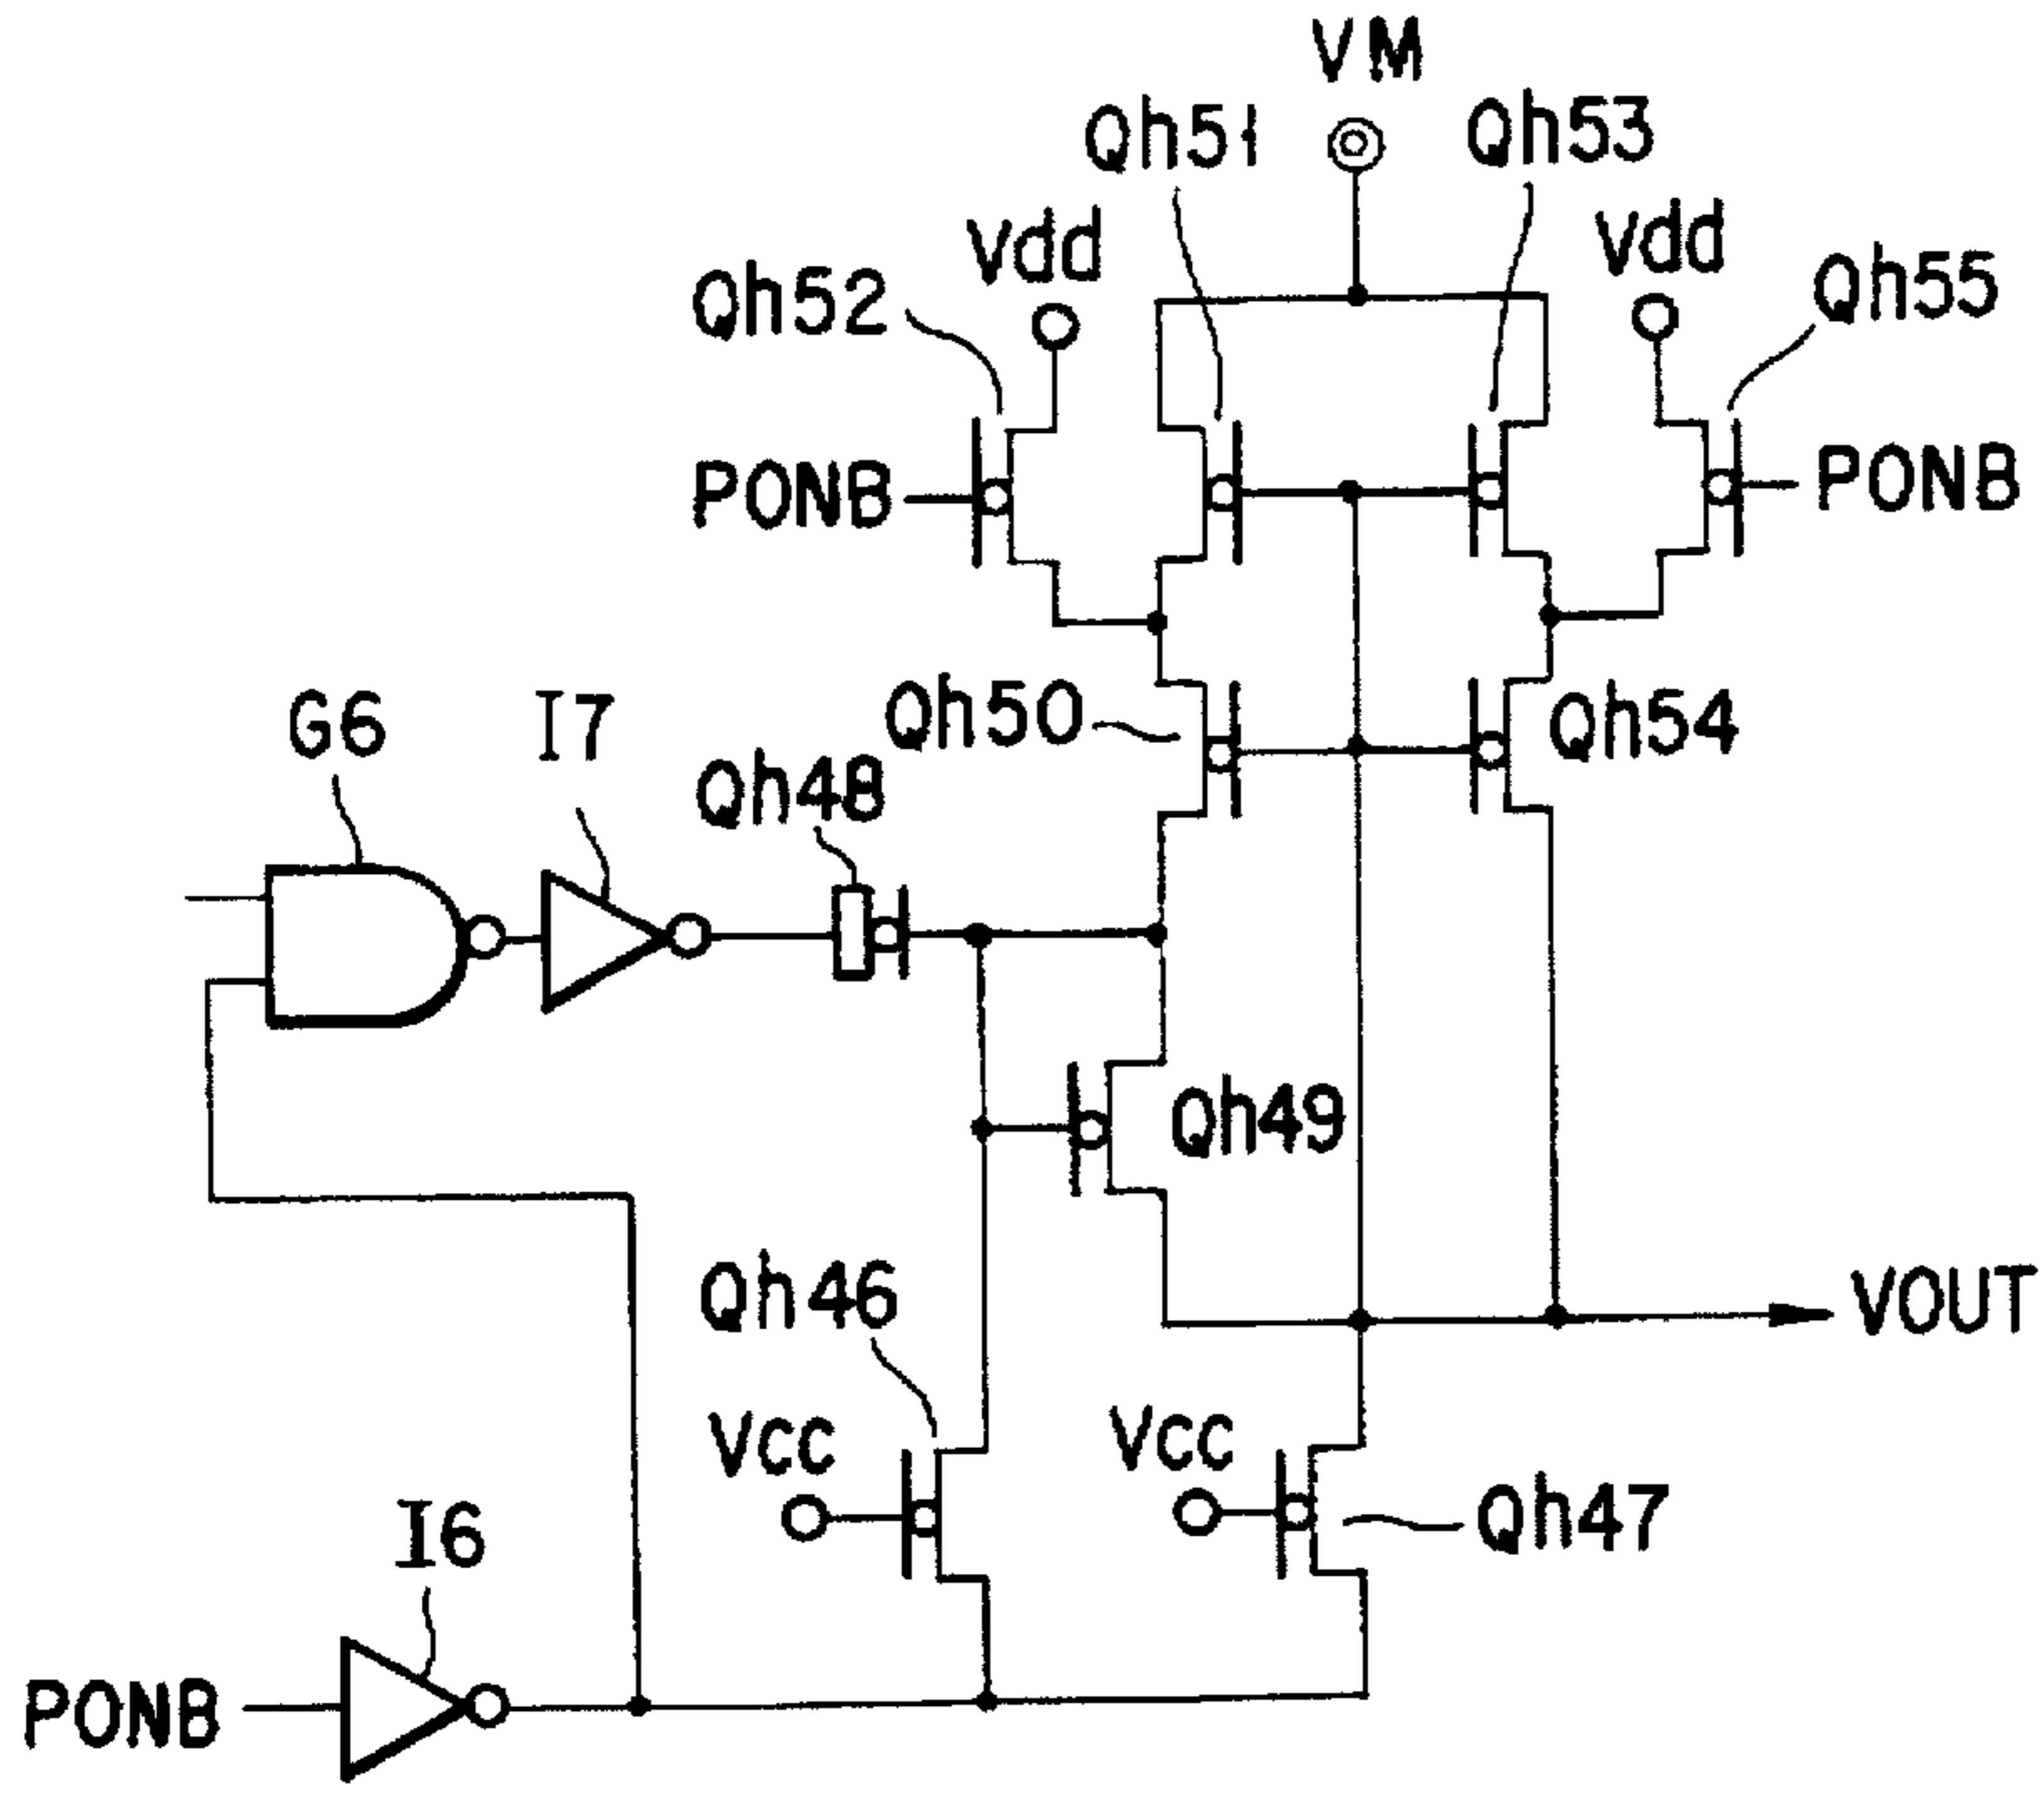 VM
Qh51
Qh53
Vdd
Vdd
Qh52
Qh55
PONB
PONB
Qh50
Qh54
G6
I7
Qh48
Qh49
Qh46
VOUT
Vcc
Vcc
Qh47
I6
PONB